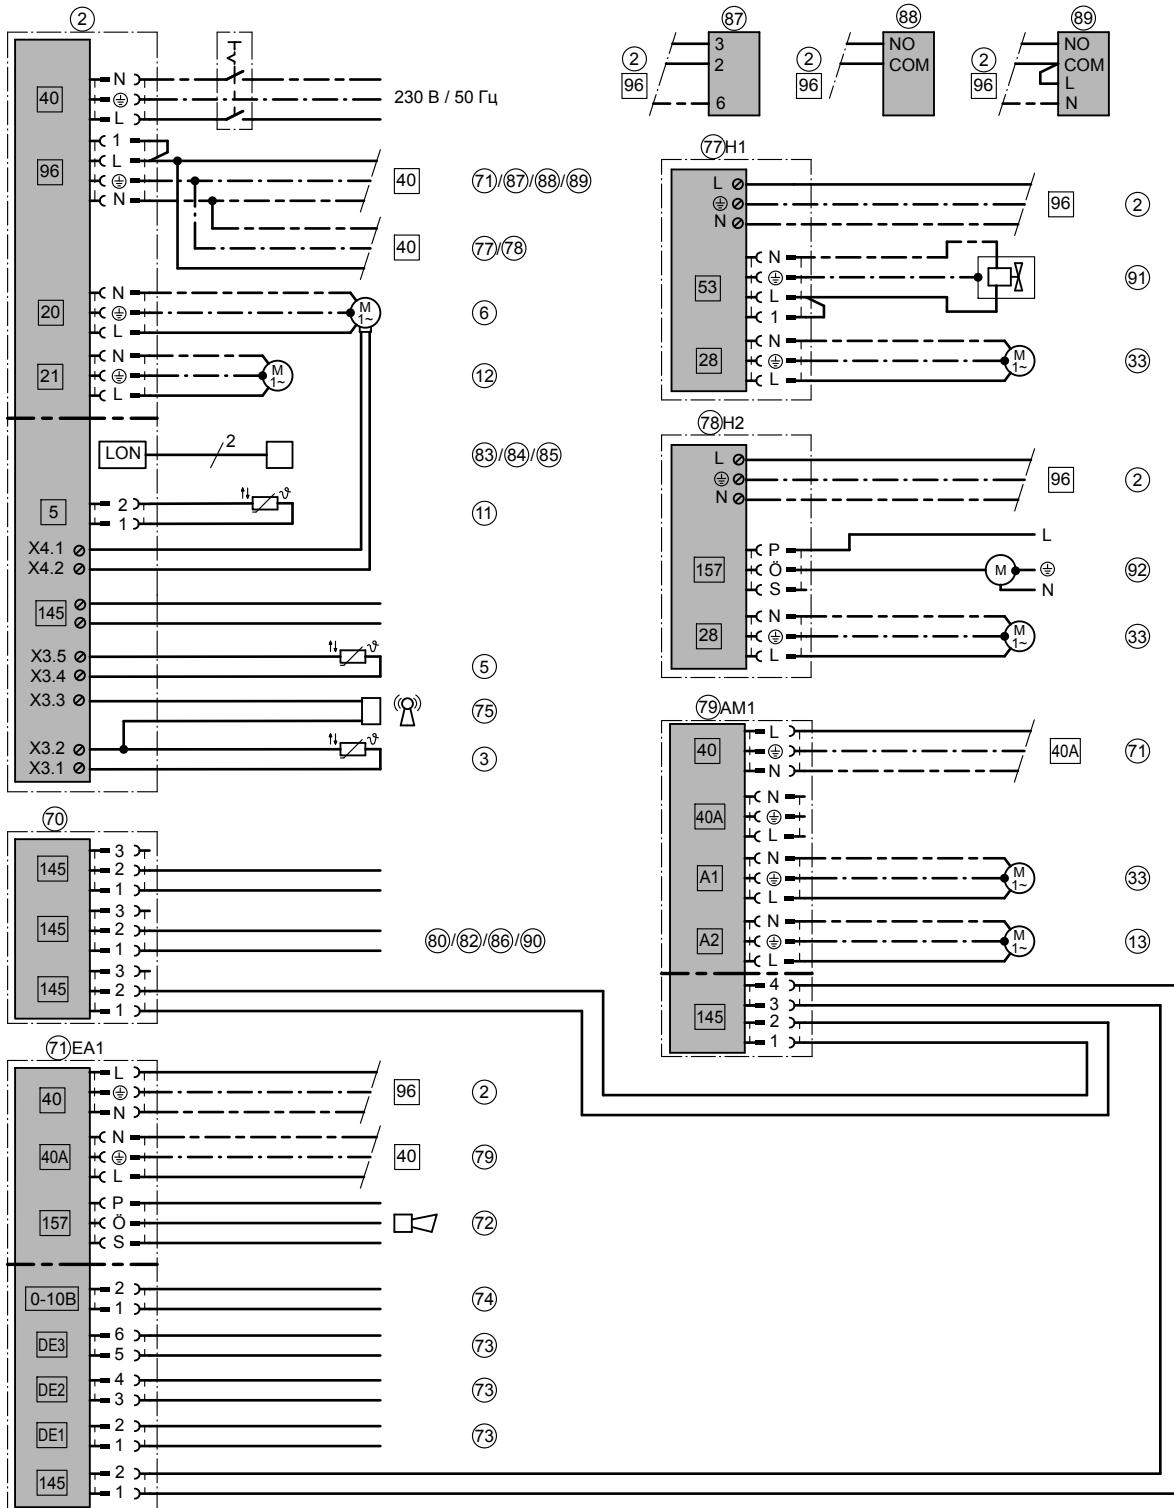 2
40
N
L
230 В / 50 Гц
96
1
L
N
40
71/87/88/89
40
77/78
20
N
L
M
1~
6
21
N
L
M
1~
12
LON
2
83/84/85
5
2
1
ϑ
11
X4.1
X4.2
145
X3.5
X3.4
ϑ
5
X3.3
75
X3.2
X3.1
ϑ
3
70
145
3
2
1
145
3
2
1
80/82/86/90
145
3
2
1
71 EA1
40
L
N
96
2
40A
N
L
40
79
157
P
Ö
S
72
0-10В
2
1
74
DE3
6
5
73
DE2
4
3
73
DE1
2
1
73
145
2
1
87
2
96
3
2
6
88
2
96
NO
COM
89
2
96
NO
COM
L
N
77 H1
L
N
96
2
53
N
L
1
91
28
N
L
M
1~
33
78 H2
L
N
96
2
157
P
Ö
S
L
M
N
92
28
N
L
M
1~
33
79 AM1
40
L
N
40A
71
40A
N
L
A1
N
L
M
1~
33
A2
N
L
M
1~
13
145
4
3
2
1